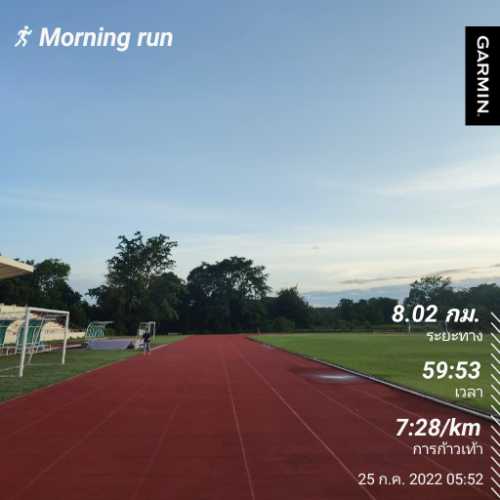 Morning run
GARMIN
8.02 กม.
ระยะทาง
59:53
เวลา
7:28/km
การก้าวเท้า
25 ก.ค. 2022 05:52